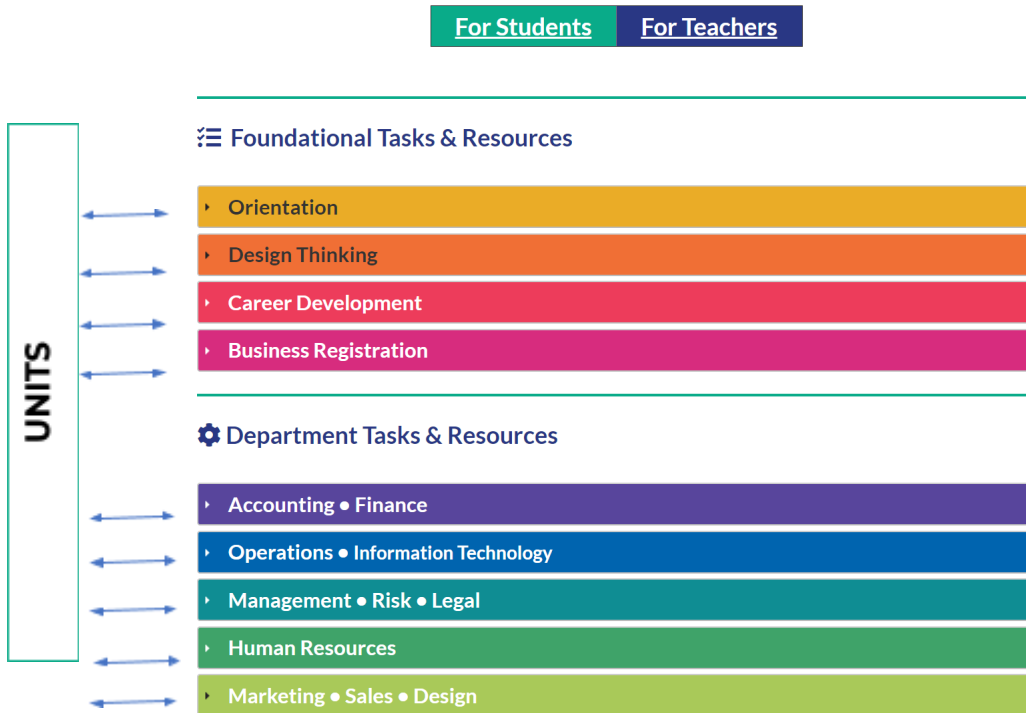 For Students For Teachers
UNITS
Foundational Tasks & Resources
Orientation
Design Thinking
Career Development
Business Registration
Department Tasks & Resources
Accounting ● Finance
Operations ● Information Technology
Management ● Risk ● Legal
Human Resources
Marketing ● Sales ● Design